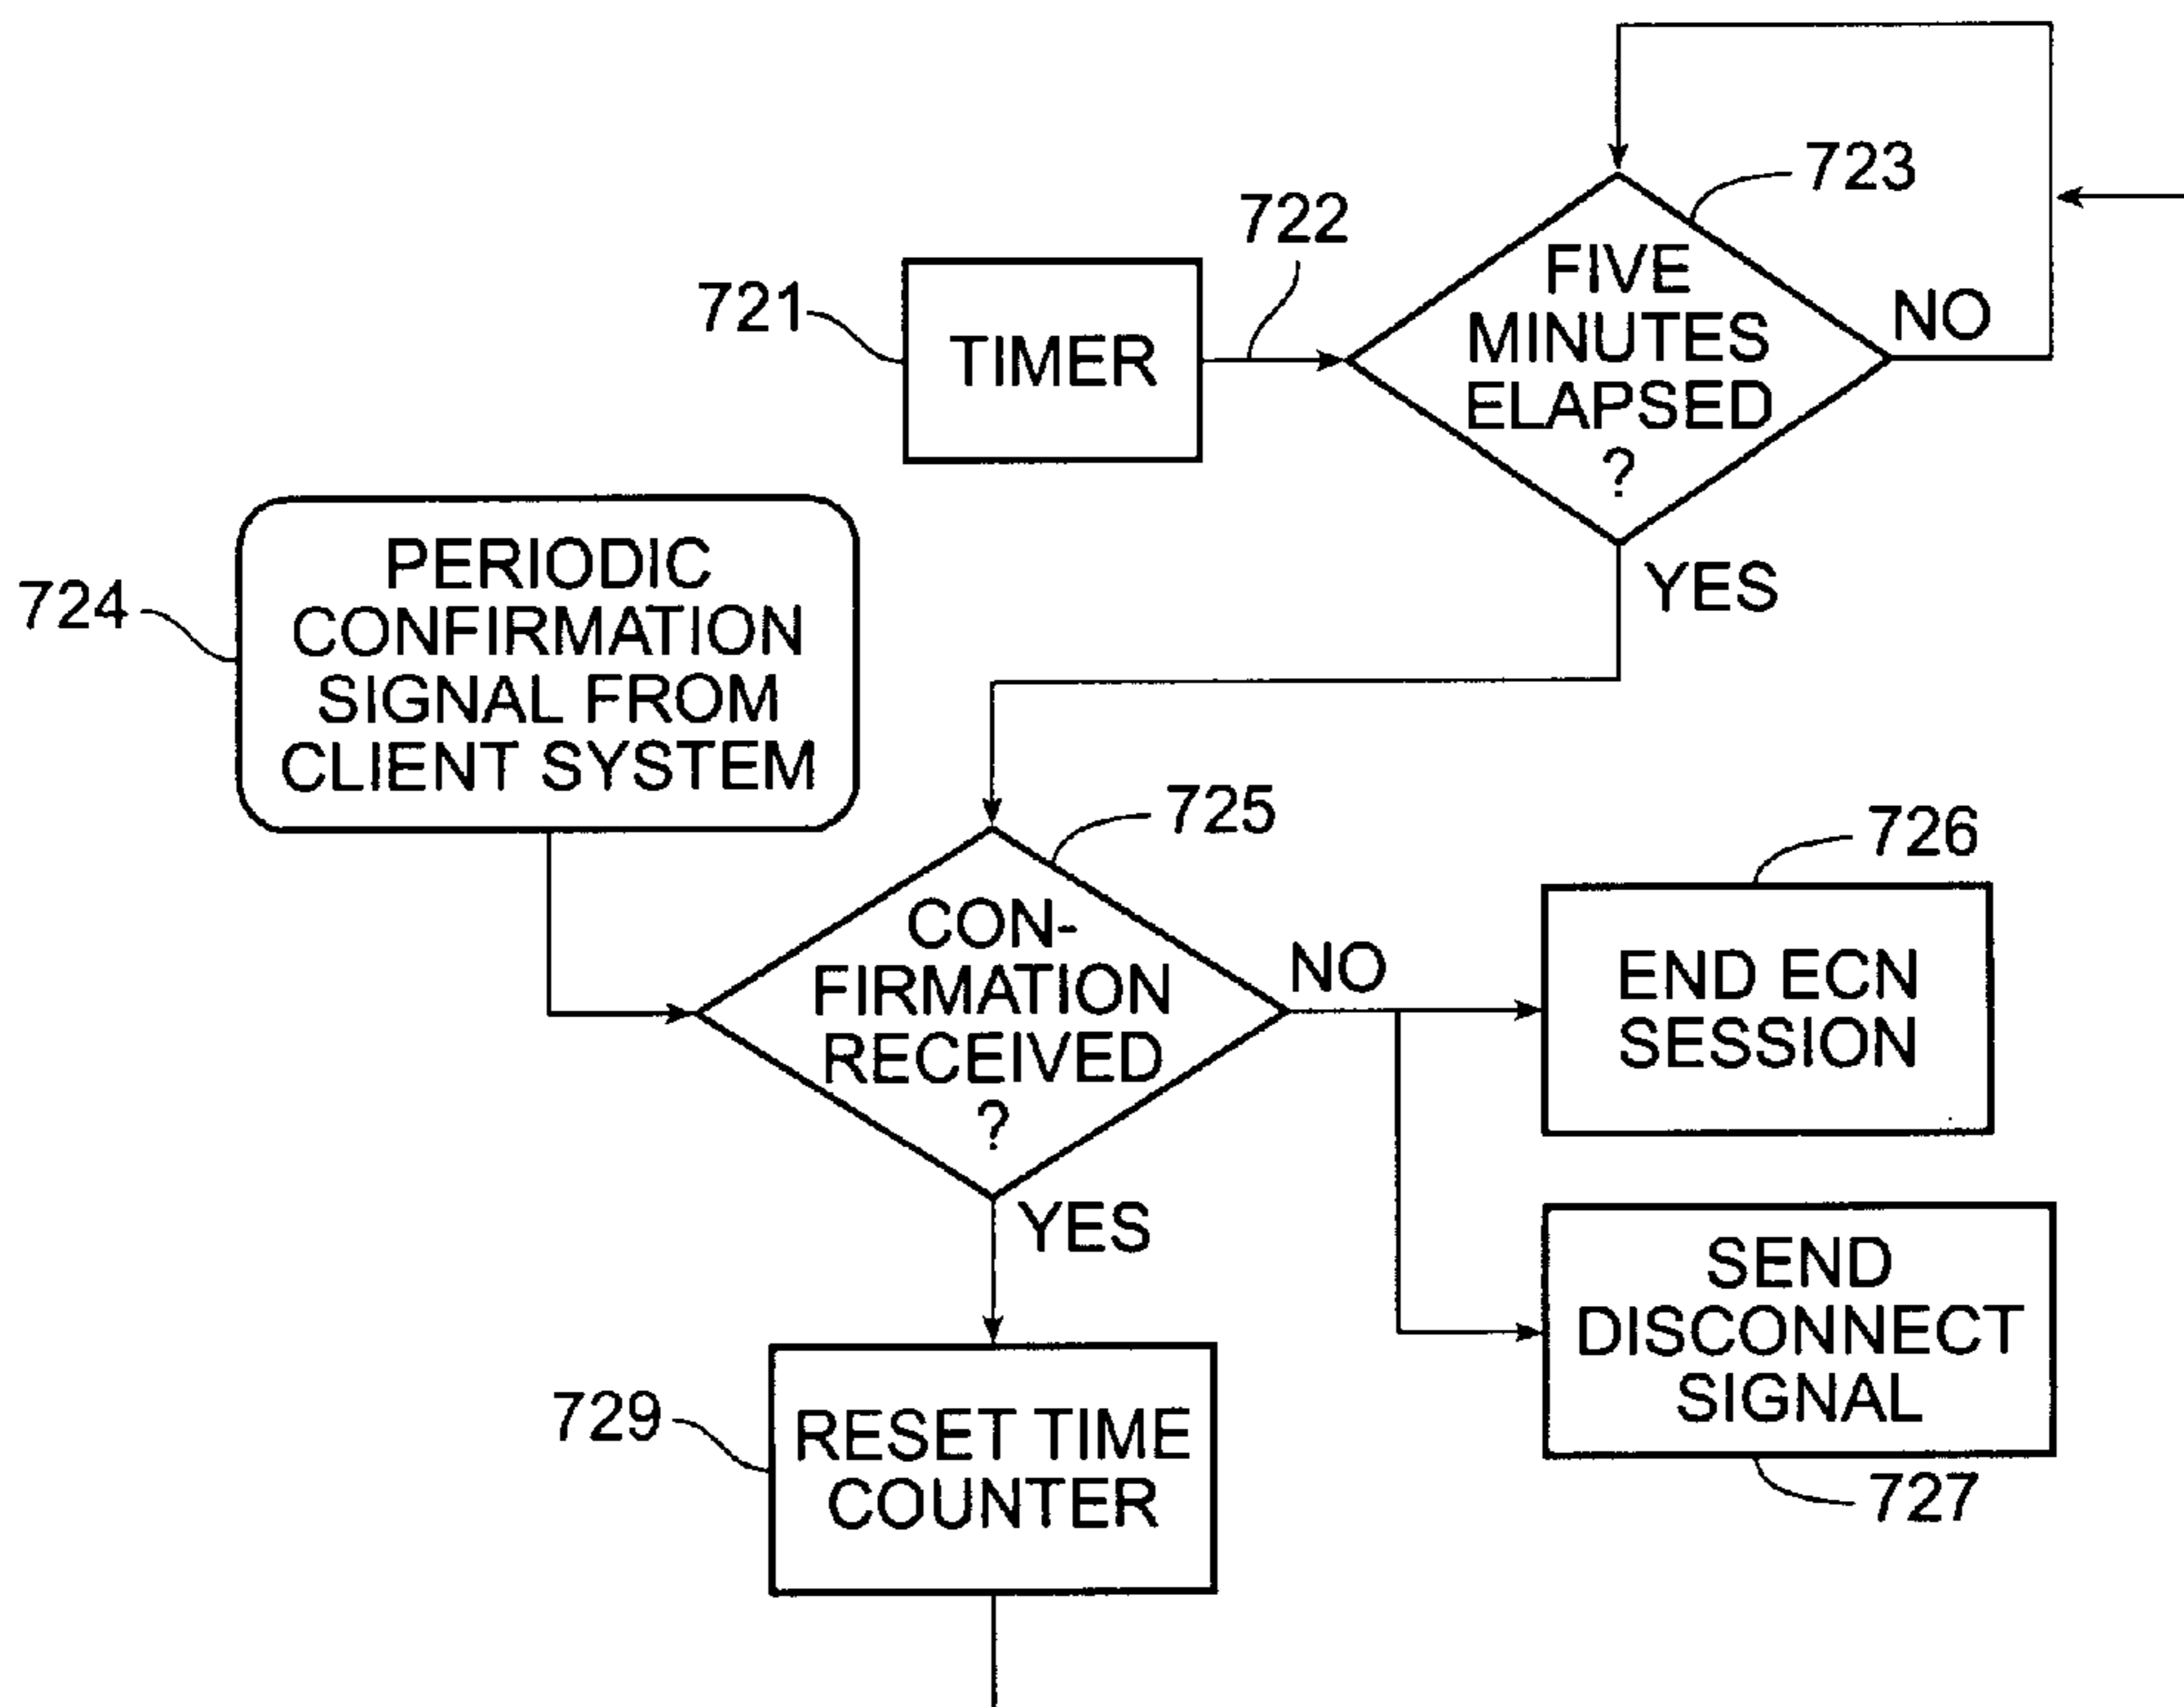 723
722
721
TIMER
FIVE
MINUTES
ELAPSED
?
NO
YES
724
PERIODIC
CONFIRMATION
SIGNAL FROM
CLIENT SYSTEM
725
CON-
FIRMATION
RECEIVED
?
NO
YES
726
END ECN
SESSION
SEND
DISCONNECT
SIGNAL
727
729
RESET TIME
COUNTER